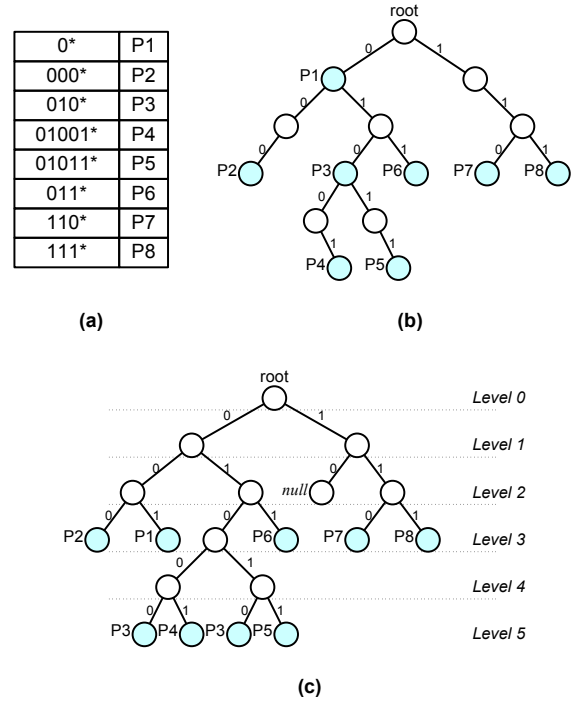 0* P1
000* P2
010* P3
01001* P4
01011* P5
011* P6
110* P7
111* P8
(a)
root
0 1
P1
0 1
0 0 1 0 1
P2 P3 P6 P7 P8
0 1
1 1
P4 P5
(b)
root
Level 0
0 1
Level 1
0 1 0 1
null
Level 2
0 1 0 1 0 1
P2 P1 P6 P7 P8
Level 3
0 1
Level 4
0 1 0 1
P3 P4 P3 P5
Level 5
(c)